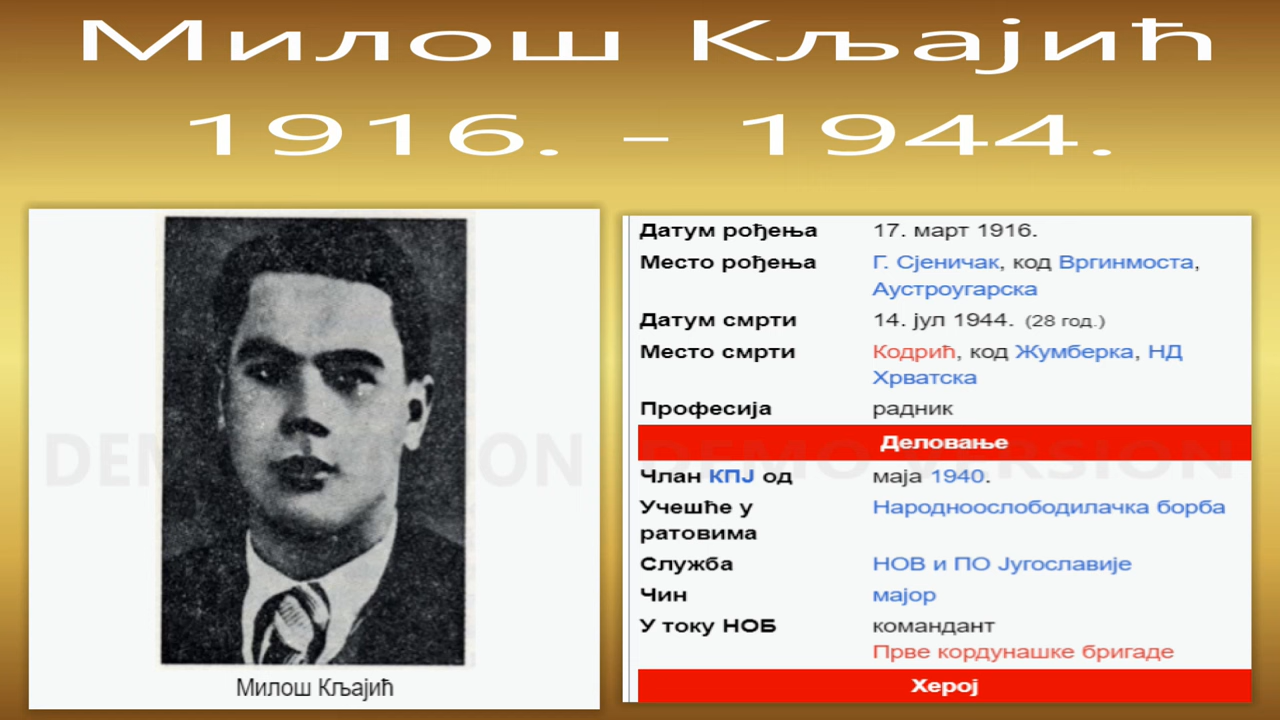 Милош Кљајић
1916. – 1944.
Милош Кљајић
Датум рођења 17. март 1916.
Место рођења Г. Сјеничак, код Вргинмоста,
Аустроугарска
Датум смрти 14. јул 1944. (28 год.)
Место смрти Кодрић, код Жумберка, НД
Хрватска
Професија радник
Деловање
Члан КПЈ од маја 1940.
Учешће у Народноослободилачка борба
ратовима
Служба НОВ и ПО Југославије
Чин мајор
У току НОБ командант
Прве кордунашке бригаде
Херој
DEMO VERSION